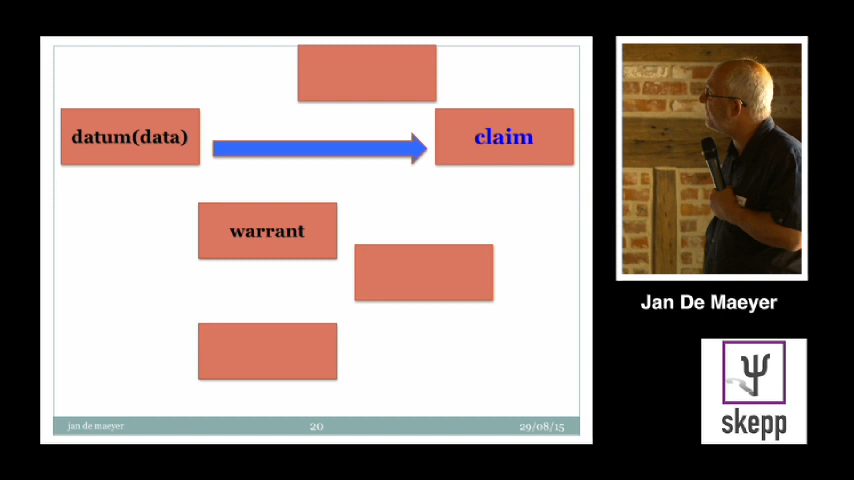 datum(data)
claim
warrant
jan de maeyer
20
29/08/15
Jan De Maeyer
skepp